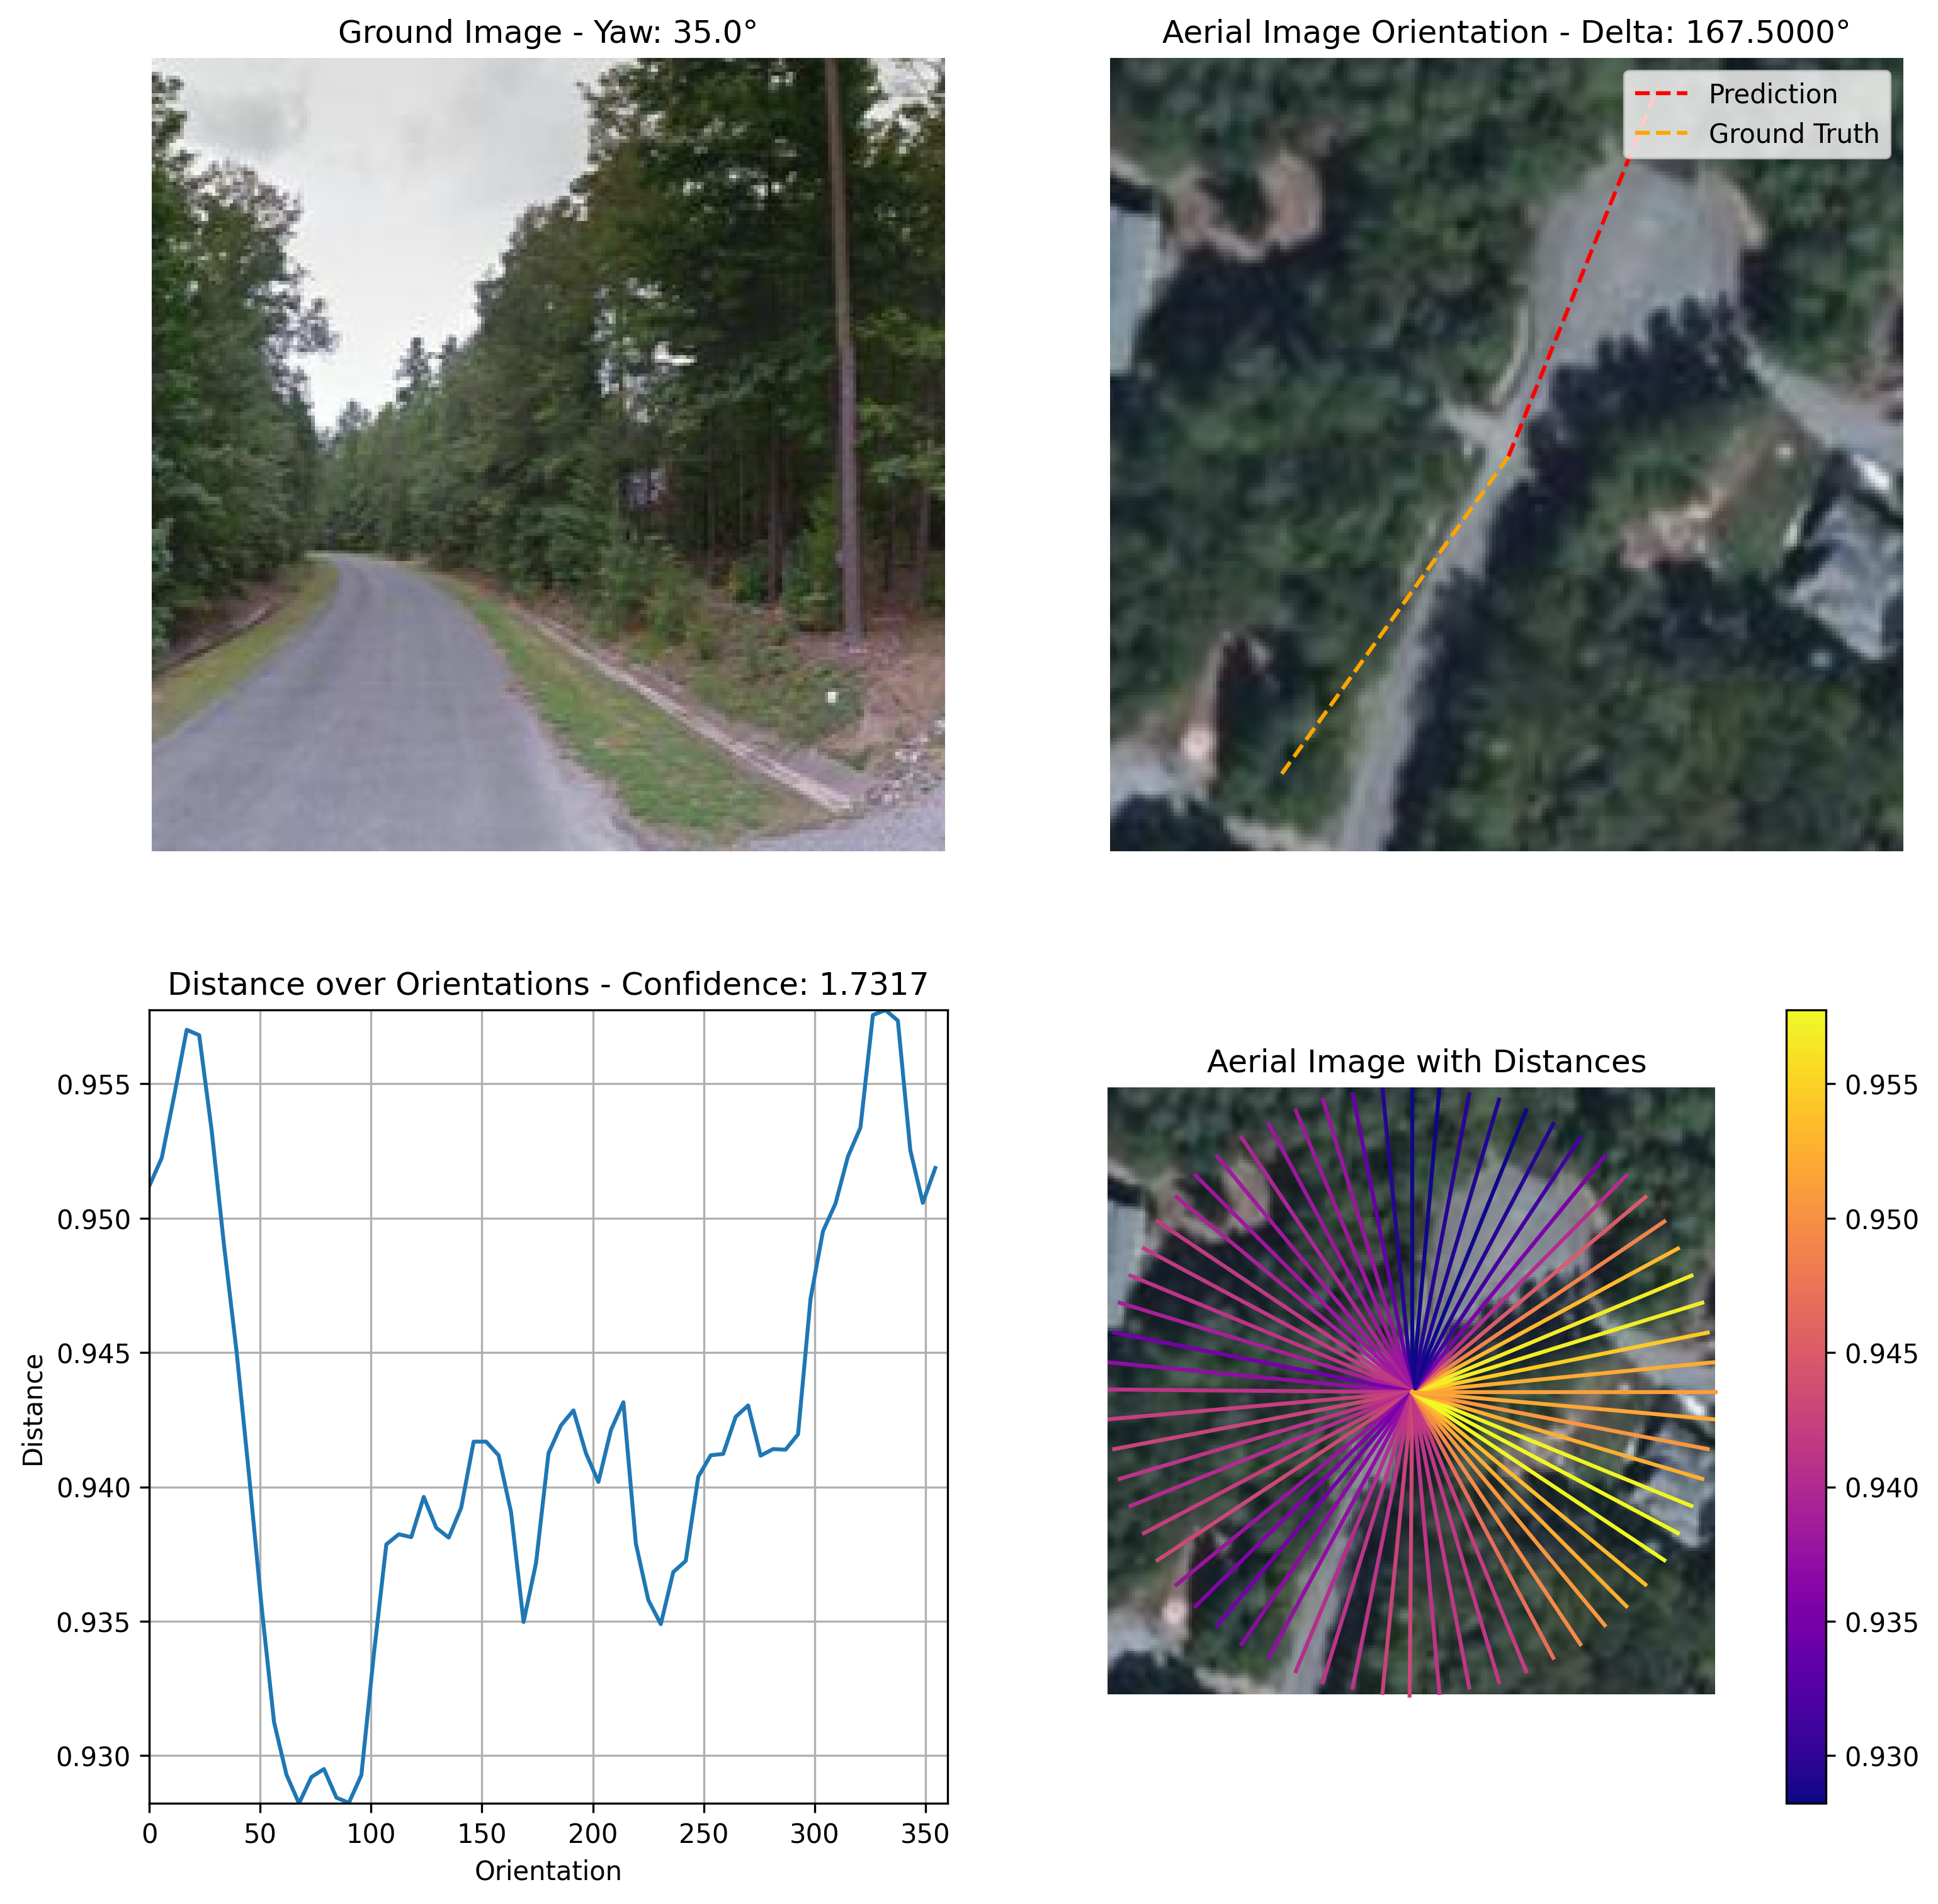 Ground Image - Yaw: 35.0°
Aerial Image Orientation - Delta: 167.5000°
Prediction
Ground Truth
Distance over Orientations - Confidence: 1.7317
0.955
0.950
0.945
0.940
0.935
0.930
Distance
0
50
100
150
200
250
300
350
Orientation
Aerial Image with Distances
0.955
0.950
0.945
0.940
0.935
0.930